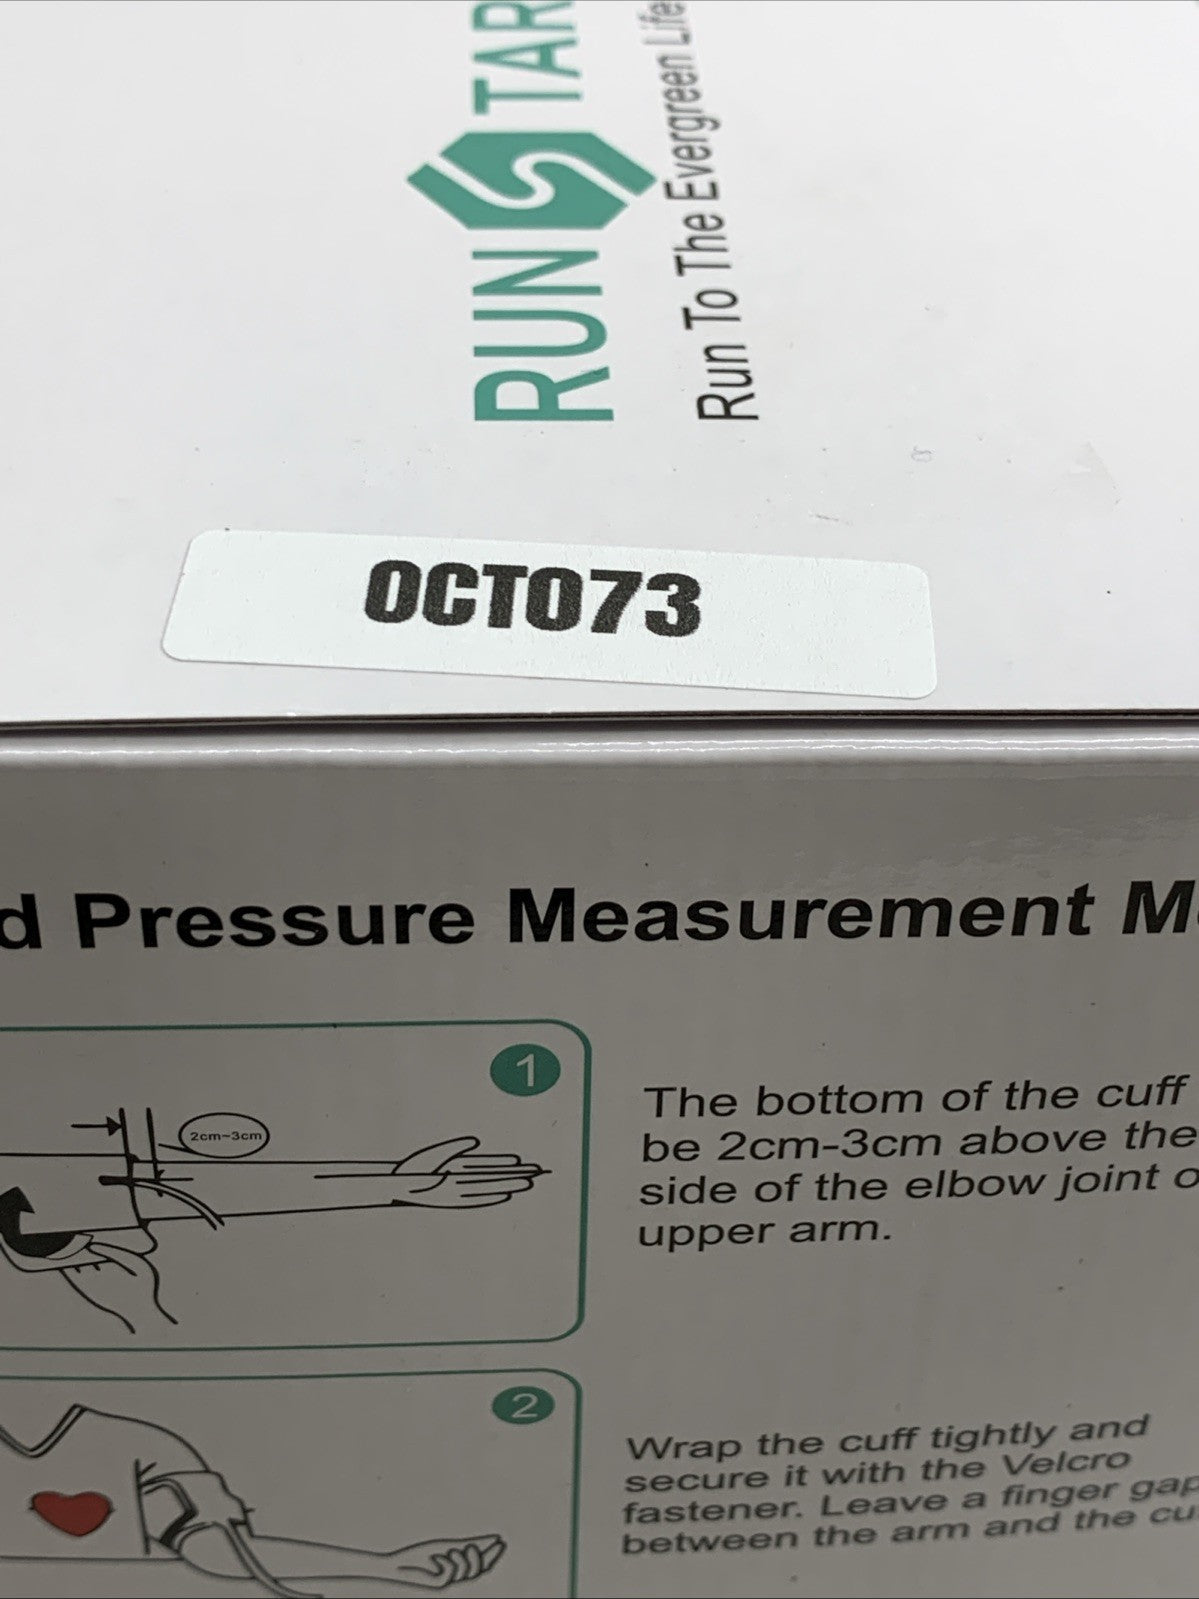 RUN STAR
Run To The Evergreen Life
OCT073
d Pressure Measurement M
1
2cm~3cm
The bottom of the cuff
be 2cm-3cm above the
side of the elbow joint o
upper arm.
2
Wrap the cuff tightly and
secure it with the Velcro
fastener. Leave a finger gap
between the arm and the cu